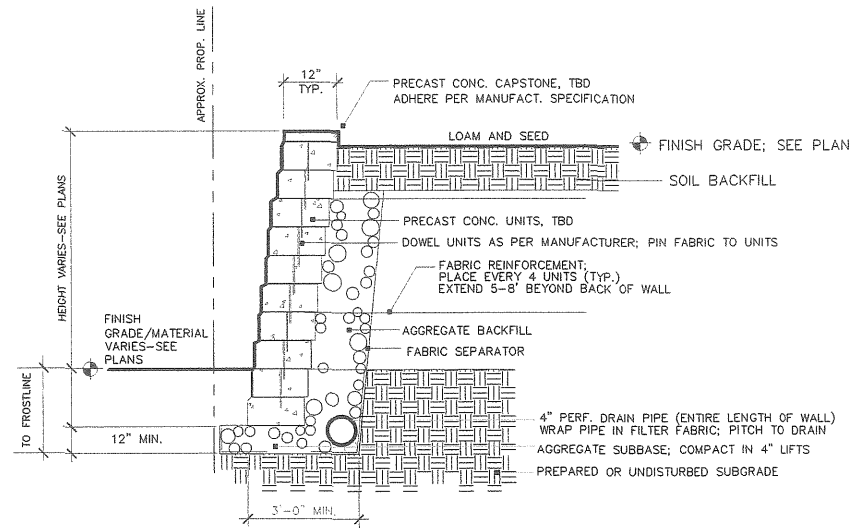 APPROX. PROP. LINE
12"
TYP.
PRECAST CONC. CAPSTONE, TBD
ADHERE PER MANUFACT. SPECIFICATION
LOAM AND SEED
FINISH GRADE; SEE PLAN
SOIL BACKFILL
HEIGHT VARIES-SEE PLANS
PRECAST CONC. UNITS, TBD
DOWEL UNITS AS PER MANUFACTURER; PIN FABRIC TO UNITS
FABRIC REINFORCEMENT;
PLACE EVERY 4 UNITS (TYP.)
EXTEND 5-8' BEYOND BACK OF WALL
FINISH
GRADE/MATERIAL
VARIES-SEE
PLANS
AGGREGATE BACKFILL
FABRIC SEPARATOR
TO FROSTLINE
12" MIN.
4" PERF. DRAIN PIPE (ENTIRE LENGTH OF WALL)
WRAP PIPE IN FILTER FABRIC; PITCH TO DRAIN
AGGREGATE SUBBASE; COMPACT IN 4" LIFTS
PREPARED OR UNDISTURBED SUBGRADE
3'-0" MIN.